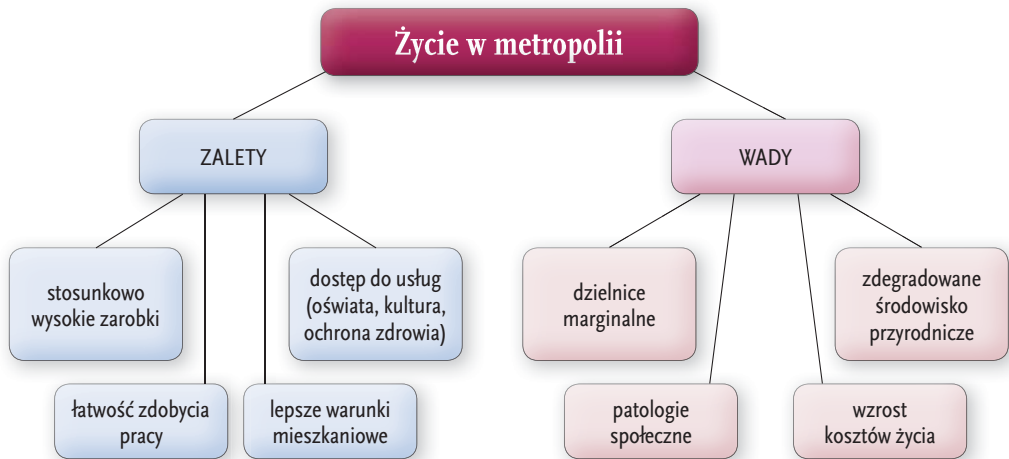 Życie w metropolii
ZALETY
WADY
stosunkowo
wysokie zarobki
dostęp do usług
(oświata, kultura,
ochrona zdrowia)
dzielnice
marginalne
zdegradowane
środowisko
przyrodnicze
łatwość zdobycia
pracy
lepsze warunki
mieszkaniowe
patologie
społeczne
wzrost
kosztów życia